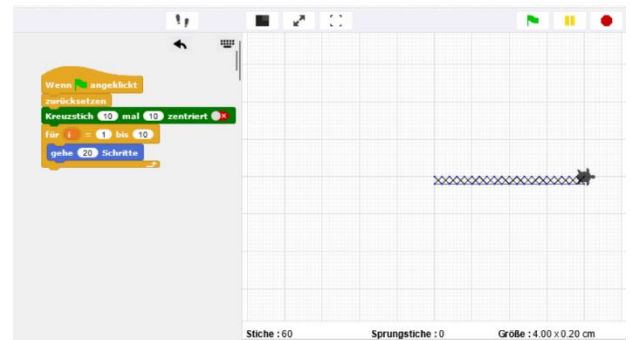 Wenn angeklickt
zurücksetzen
Kreuzstich 10 mal 10 zentriert
für i = 1 bis 10
gehe 20 Schritte
Stiche : 60 Sprungstiche : 0 Größe : 4.00 x 0.20 cm